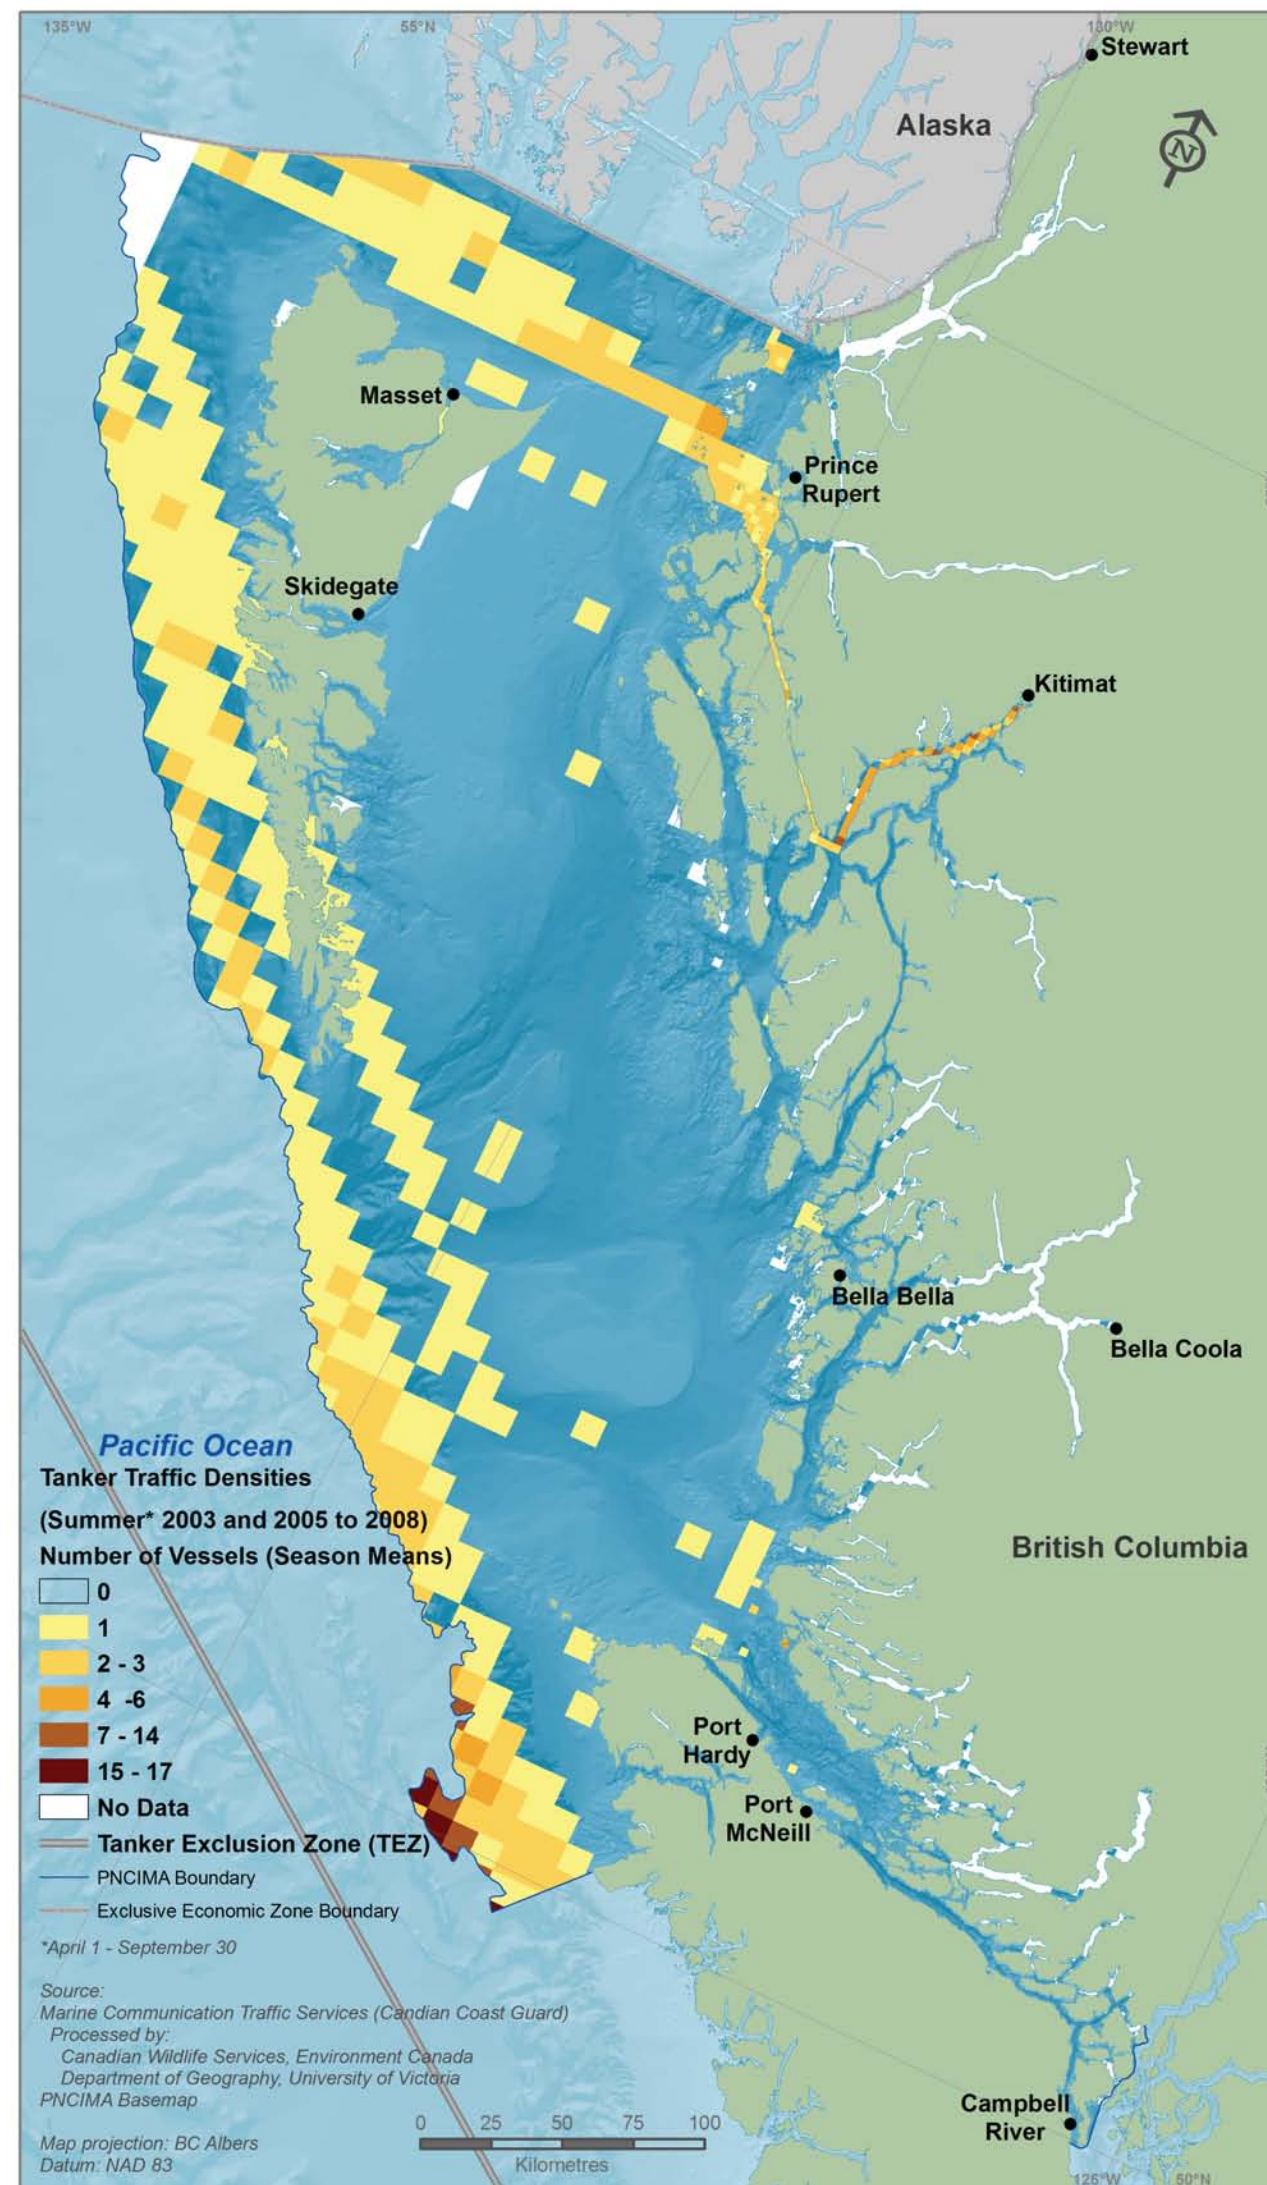 135°W
55°N
130°W
Stewart
Alaska
N
Masset
Prince
Rupert
Skidegate
Kitimat
Bella Bella
Bella Coola
British Columbia
Port
Hardy
Port
McNeill
Campbell
River
Pacific Ocean
Tanker Traffic Densities
(Summer* 2003 and 2005 to 2008)
Number of Vessels (Season Means)
0
1
2 - 3
4 -6
7 - 14
15 - 17
No Data
Tanker Exclusion Zone (TEZ)
PNCIMA Boundary
Exclusive Economic Zone Boundary
*April 1 - September 30
Source:
Marine Communication Traffic Services (Candian Coast Guard)
Processed by:
Canadian Wildlife Services, Environment Canada
Department of Geography, University of Victoria
PNCIMA Basemap
Map projection: BC Albers
Datum: NAD 83
0 25 50 75 100
Kilometres
125°W
50°N